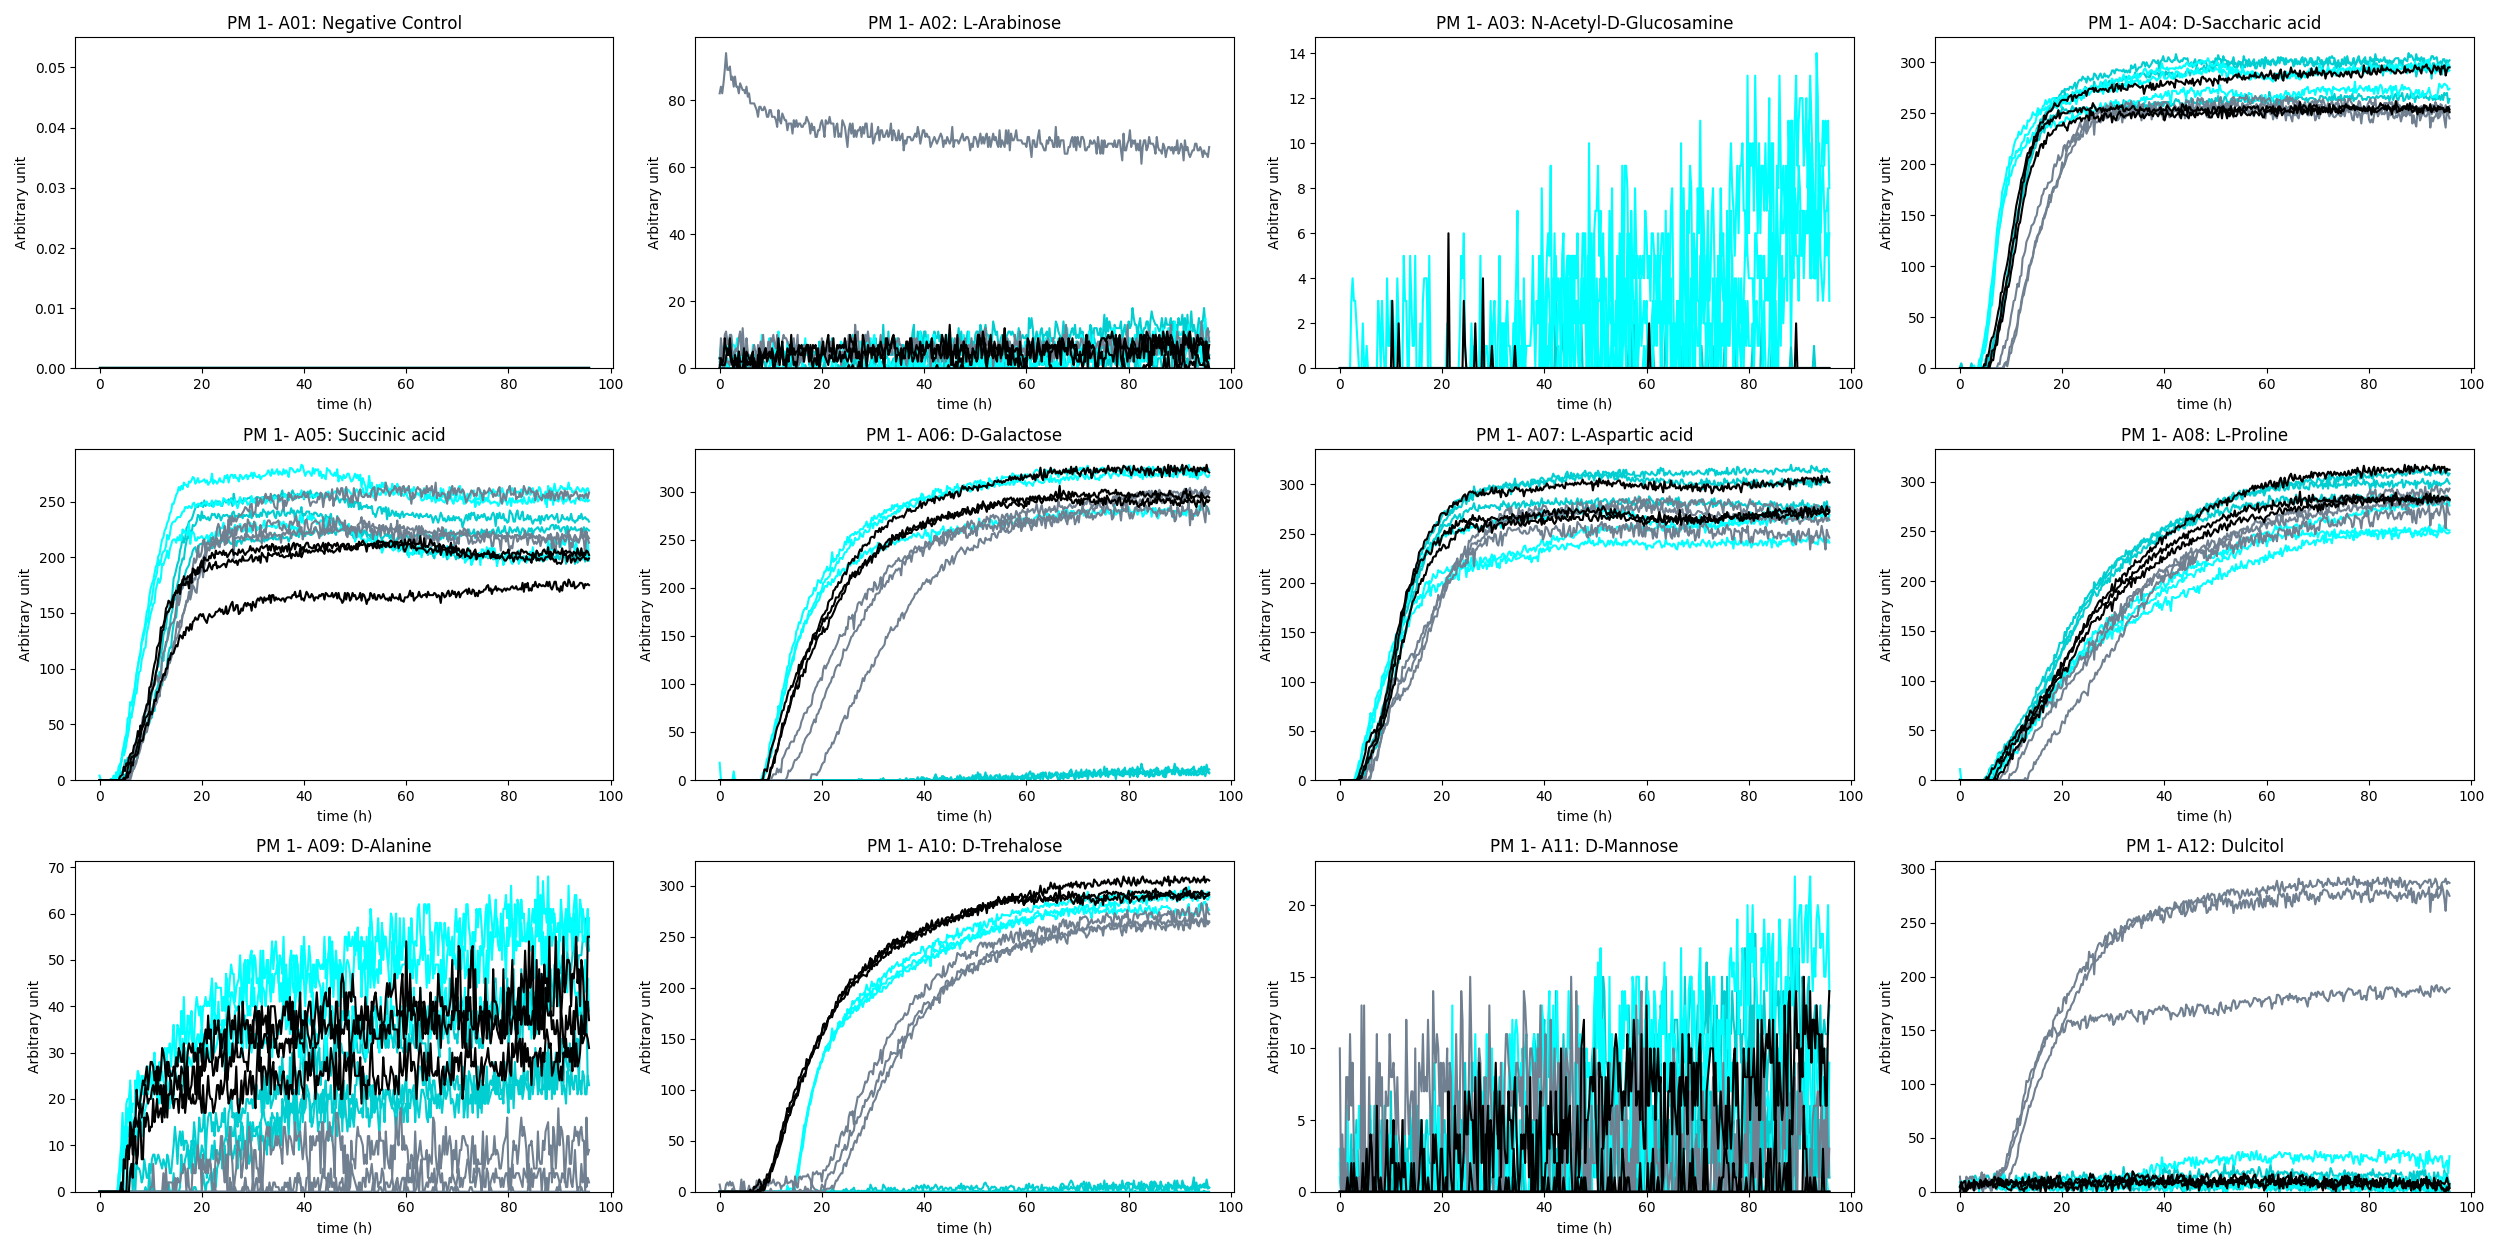 PM 1- A01: Negative Control
PM 1- A02: L-Arabinose
PM 1- A03: N-Acetyl-D-Glucosamine
PM 1- A04: D-Saccharic acid
Arbitrary unit
0.05
0.04
0.03
0.02
0.01
0.00
0 20 40 60 80 100
time (h)
Arbitrary unit
80
60
40
20
0
0 20 40 60 80 100
time (h)
Arbitrary unit
14
12
10
8
6
4
2
0
0 20 40 60 80 100
time (h)
Arbitrary unit
300
250
200
150
100
50
0
0 20 40 60 80 100
time (h)
PM 1- A05: Succinic acid
PM 1- A06: D-Galactose
PM 1- A07: L-Aspartic acid
PM 1- A08: L-Proline
Arbitrary unit
250
200
150
100
50
0
0 20 40 60 80 100
time (h)
Arbitrary unit
300
250
200
150
100
50
0
0 20 40 60 80 100
time (h)
Arbitrary unit
300
250
200
150
100
50
0
0 20 40 60 80 100
time (h)
Arbitrary unit
300
250
200
150
100
50
0
0 20 40 60 80 100
time (h)
PM 1- A09: D-Alanine
PM 1- A10: D-Trehalose
PM 1- A11: D-Mannose
PM 1- A12: Dulcitol
Arbitrary unit
70
60
50
40
30
20
10
0
0 20 40 60 80 100
time (h)
Arbitrary unit
300
250
200
150
100
50
0
0 20 40 60 80 100
time (h)
Arbitrary unit
20
15
10
5
0
0 20 40 60 80 100
time (h)
Arbitrary unit
300
250
200
150
100
50
0
0 20 40 60 80 100
time (h)